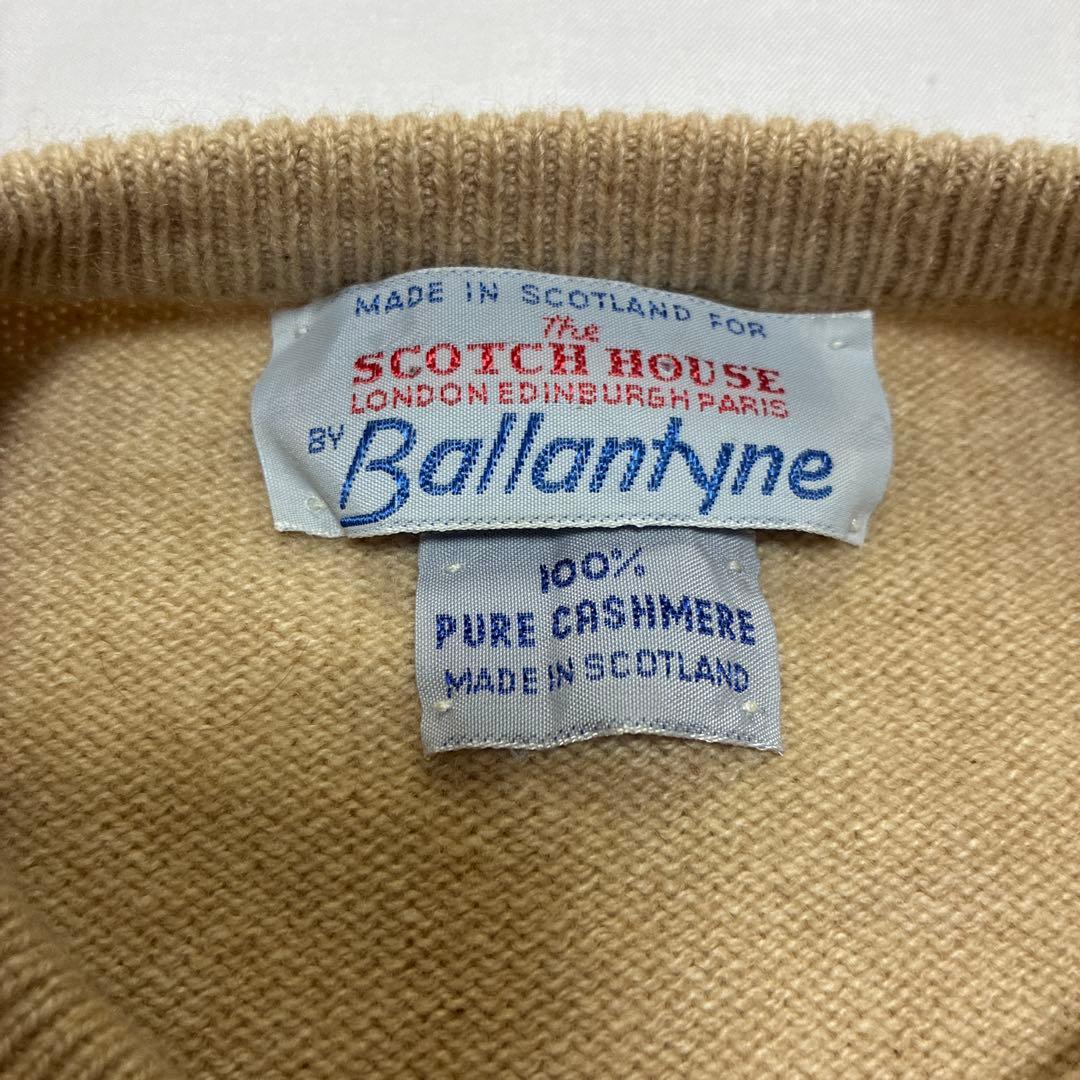 MADE IN SCOTLAND FOR
The
SCOTCH HOUSE
LONDON EDINBURGH PARIS
BY Ballantyne
100%
PURE CASHMERE
MADE IN SCOTLAND